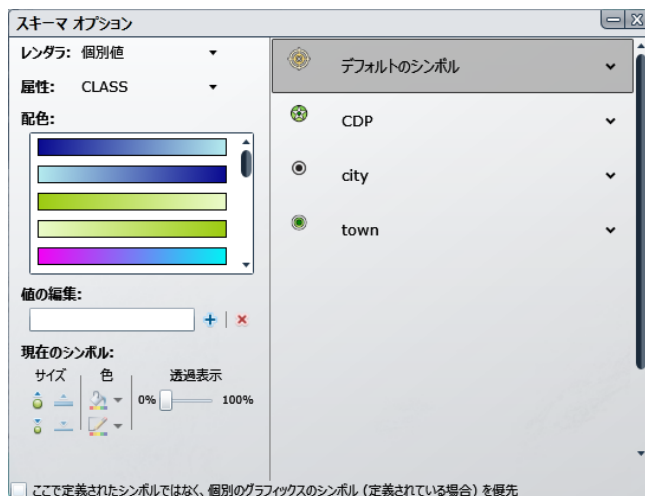 スキーマ オプション
レンダラ: 個別値
属性: CLASS
配色:
値の編集:
現在のシンボル:
サイズ 色 透過表示
0% 100%
デフォルトのシンボル
CDP
city
town
ここで定義されたシンボルではなく、個別のグラフィックスのシンボル (定義されている場合) を優先